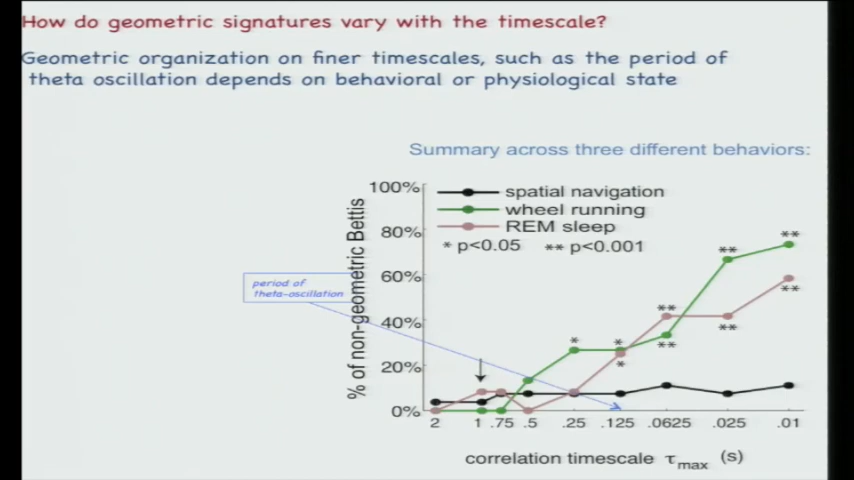 How do geometric signatures vary with the timescale?
Geometric organization on finer timescales, such as the period of
theta oscillation depends on behavioral or physiological state
Summary across three different behaviors:
100%
80%
60%
40%
20%
0%
% of non-geometric Bettis
spatial navigation
wheel running
REM sleep
* p<0.05 ** p<0.001
period of
theta-oscillation
*
*
*
**
**
**
**
**
**
2 1 .75 .5 .25 .125 .0625 .025 .01
correlation timescale τmax (s)